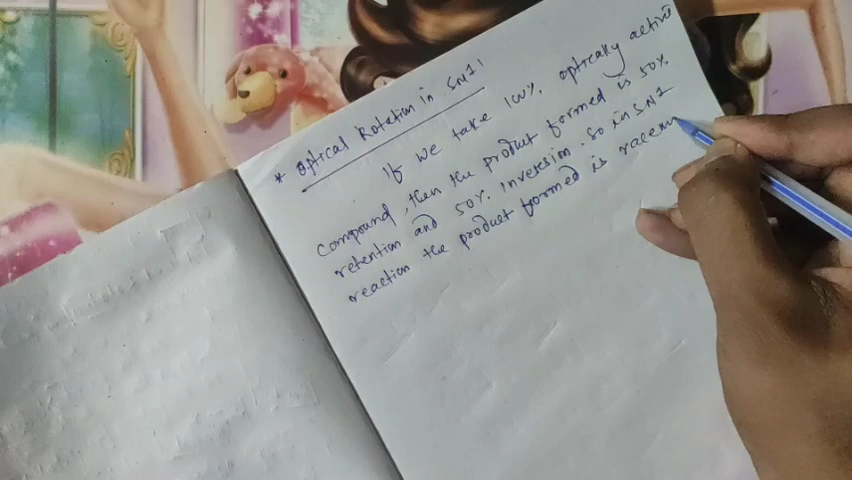 * Optical Rotation in SN1'
If we take 100% optically active
compound, then the product formed is 50%
retention and 50% inversion. So in SN1
reaction the product formed is racem